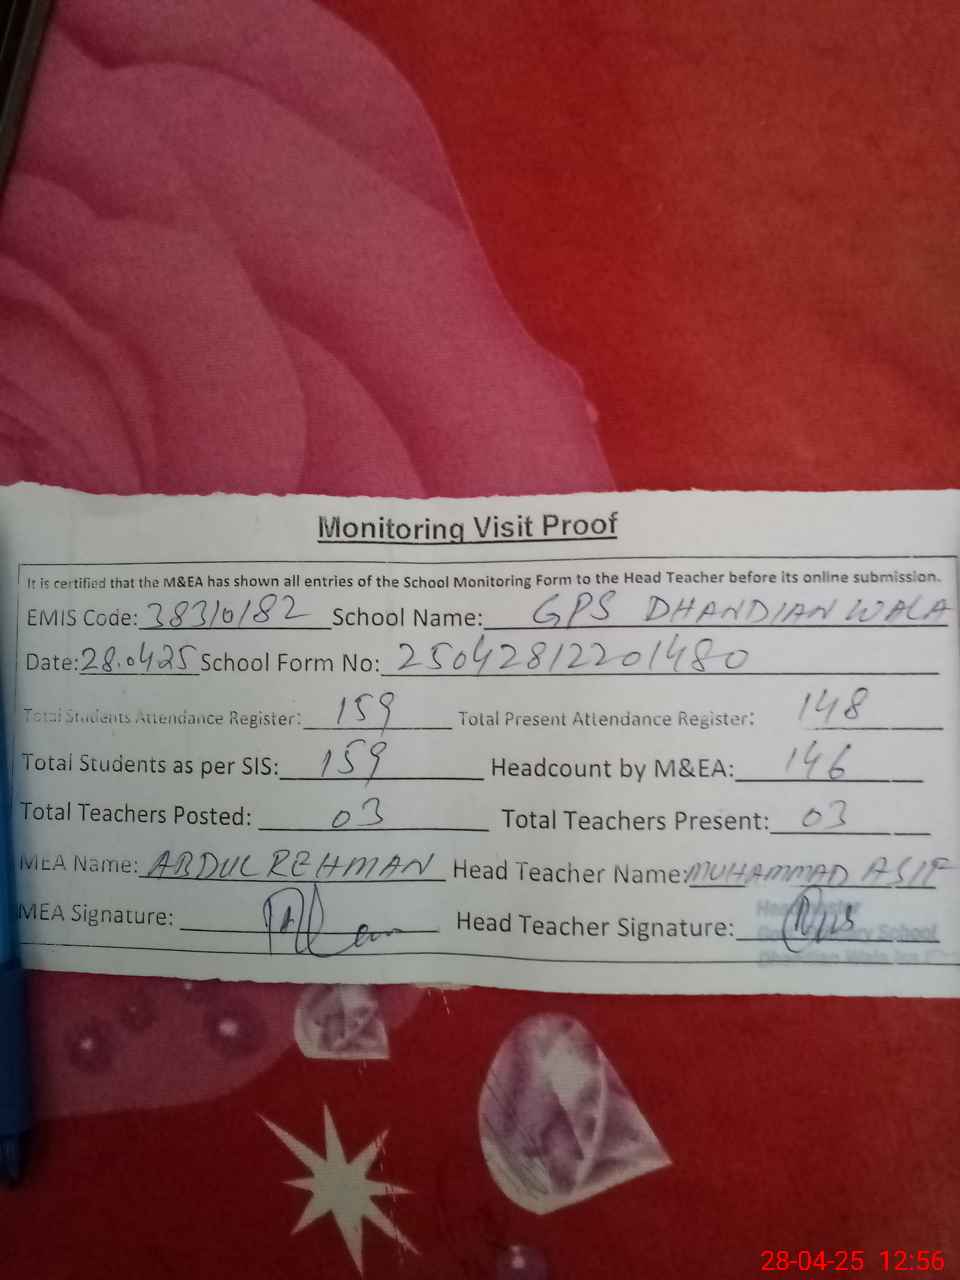 Monitoring Visit Proof
It is certified that the M&EA has shown all entries of the School Monitoring Form to the Head Teacher before its online submission.
EMIS Code: 38310182 School Name: GPS DHANDIAN WALA
Date: 28.0425 School Form No: 25042812201480
Total Students Attendance Register: 159 Total Present Attendance Register: 148
Total Students as per SIS: 159 Headcount by M&EA: 146
Total Teachers Posted: 03 Total Teachers Present: 03
MEA Name: ABDUL REHMAN Head Teacher Name: MUHAMMAD ASIF
MEA Signature: Head Teacher Signature:
28-04-25 12:56